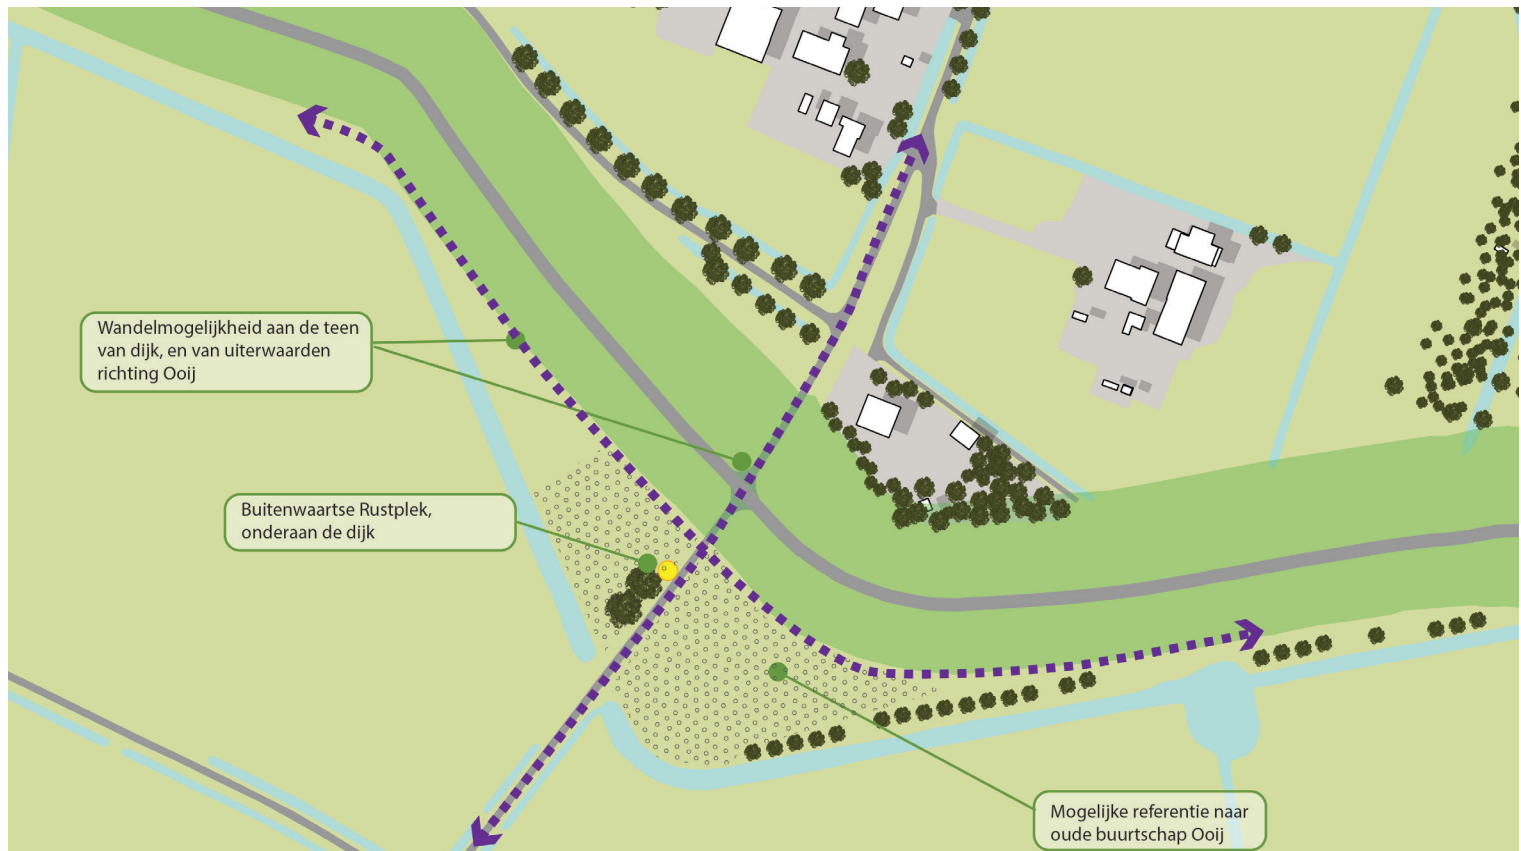 Wandelmogelijkheid aan de teen
van dijk, en van uiterwaarden
richting Ooij
Buitenwaartse Rustplek,
onderaan de dijk
Mogelijke referentie naar
oude buurtschap Ooij